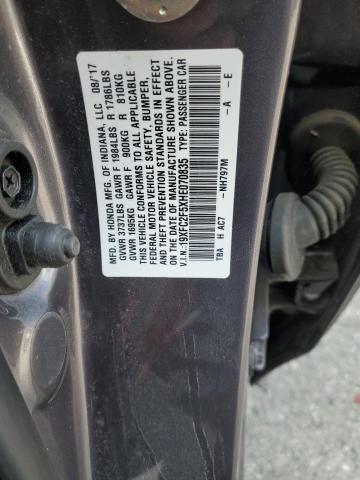 MFD. BY HONDA MFG. OF INDIANA, LLC 08/17
GVWR 3737LBS GAWR F 1984LBS R 1786LBS
GVWR 1695KG GAWR F 900KG R 810KG
THIS VEHICLE CONFORMS TO ALL APPLICABLE
FEDERAL MOTOR VEHICLE SAFETY, BUMPER,
AND THEFT PREVENTION STANDARDS IN EFFECT
ON THE DATE OF MANUFACTURE SHOWN ABOVE.
V.I.N.:19XFC2F5XHE070835 TYPE: PASSENGER CAR
TBA H AC7 - NH797M - A - E